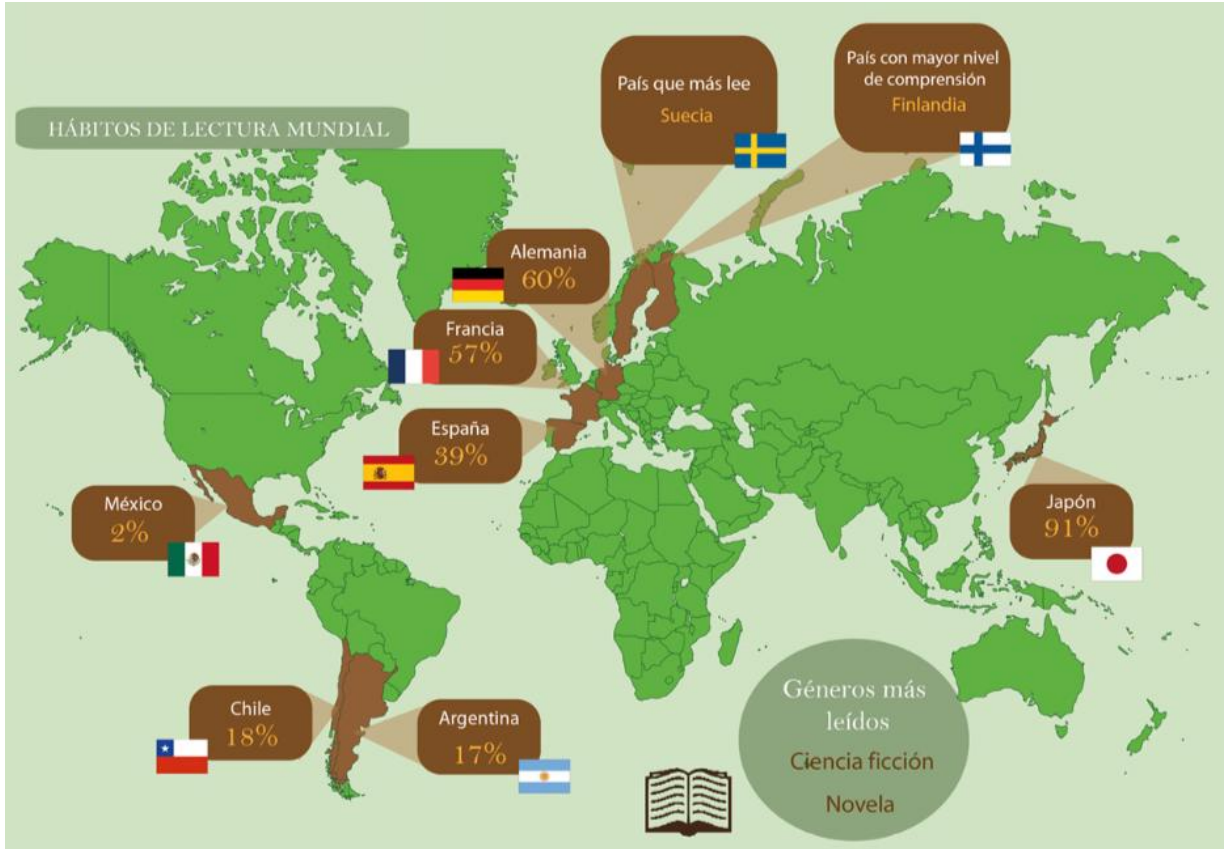 HÁBITOS DE LECTURA MUNDIAL
País que más lee
Suecia
País con mayor nivel
de comprensión
Finlandia
Alemania
60%
Francia
57%
España
39%
México
2%
Japón
91%
Chile
18%
Argentina
17%
Géneros más
leídos
Ciencia ficción
Novela